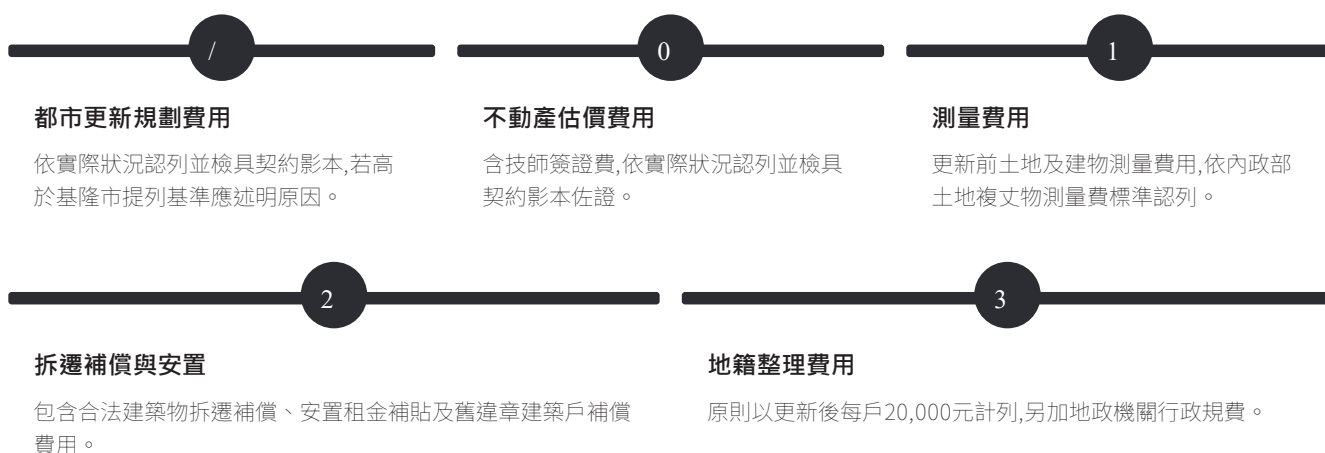 /
0
1
都市更新規劃費用
不動產估價費用
測量費用
依實際狀況認列並檢具契約影本,若高
於基隆市提列基準應述明原因。
含技師簽證費,依實際狀況認列並檢具
契約影本佐證。
更新前土地及建物測量費用,依內政部
土地複丈物測量費標準認列。
2
3
拆遷補償與安置
地籍整理費用
包含合法建築物拆遷補償、安置租金補貼及舊違章建築戶補償
費用。
原則以更新後每戶20,000元計列,另加地政機關行政規費。